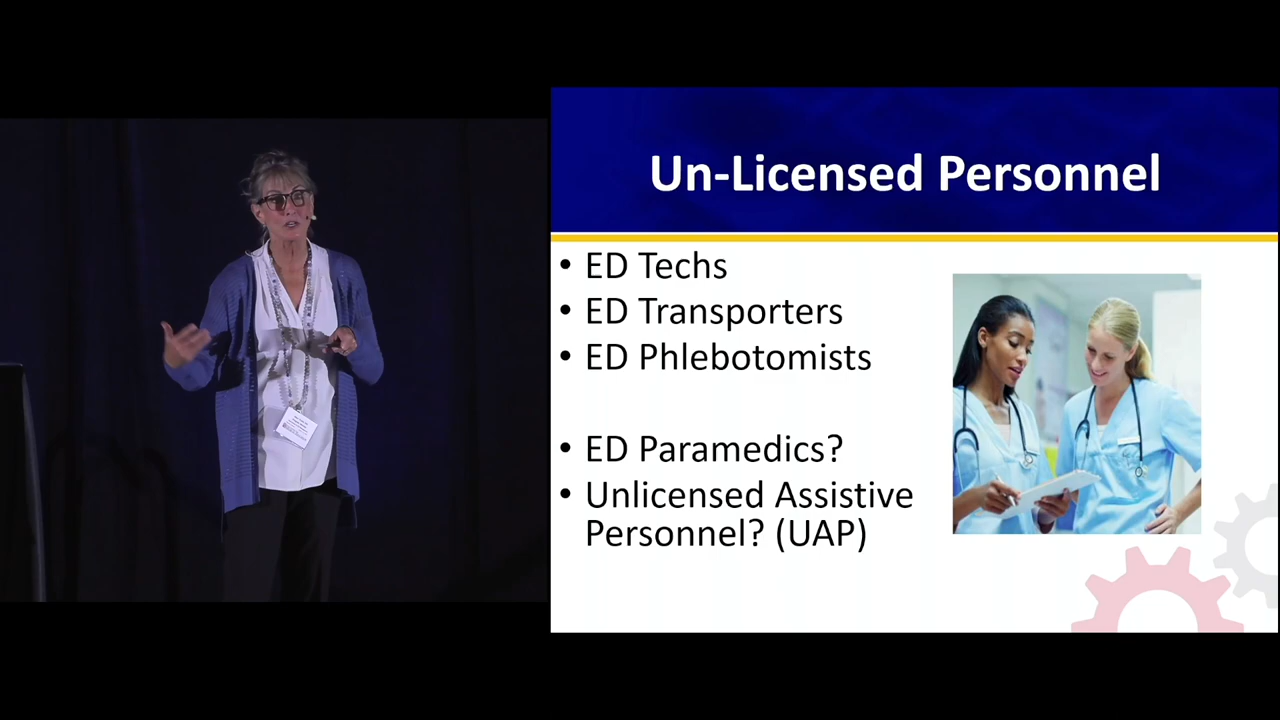 Un-Licensed Personnel
• ED Techs
• ED Transporters
• ED Phlebotomists
• ED Paramedics?
• Unlicensed Assistive
Personnel? (UAP)